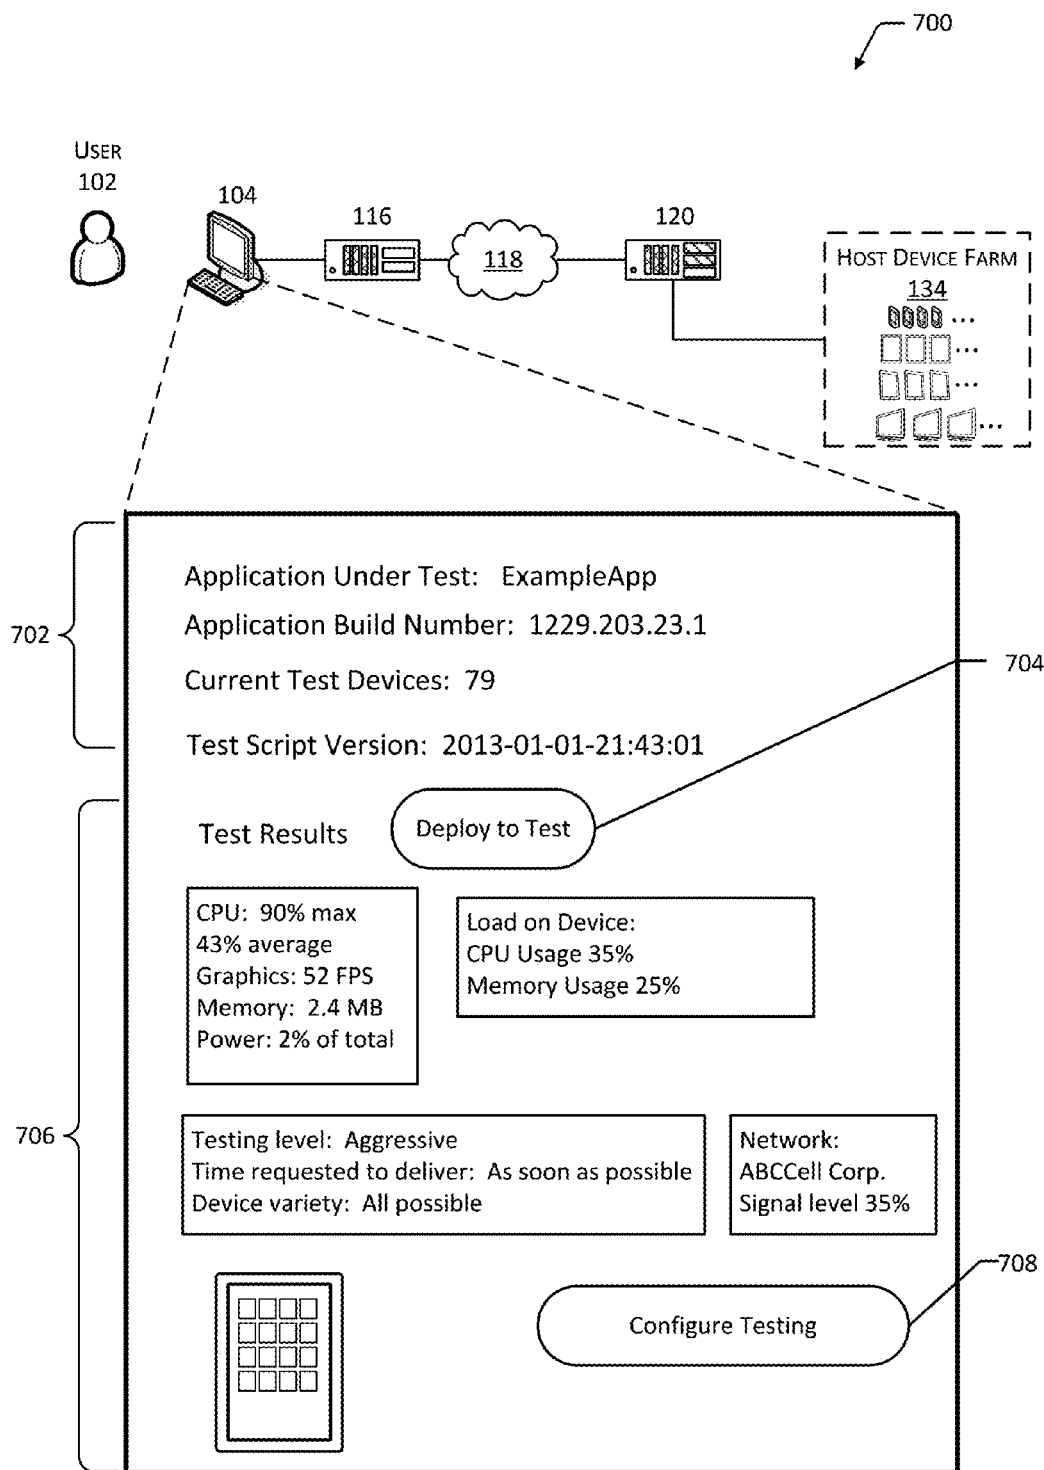 700
USER
102
104
116
118
120
HOST DEVICE FARM
134
...
...
...
...
702
Application Under Test: ExampleApp
Application Build Number: 1229.203.23.1
Current Test Devices: 79
Test Script Version: 2013-01-01-21:43:01
704
706
Test Results
Deploy to Test
CPU: 90% max
43% average
Graphics: 52 FPS
Memory: 2.4 MB
Power: 2% of total
Load on Device:
CPU Usage 35%
Memory Usage 25%
Testing level: Aggressive
Time requested to deliver: As soon as possible
Device variety: All possible
Network:
ABCCell Corp.
Signal level 35%
708
Configure Testing